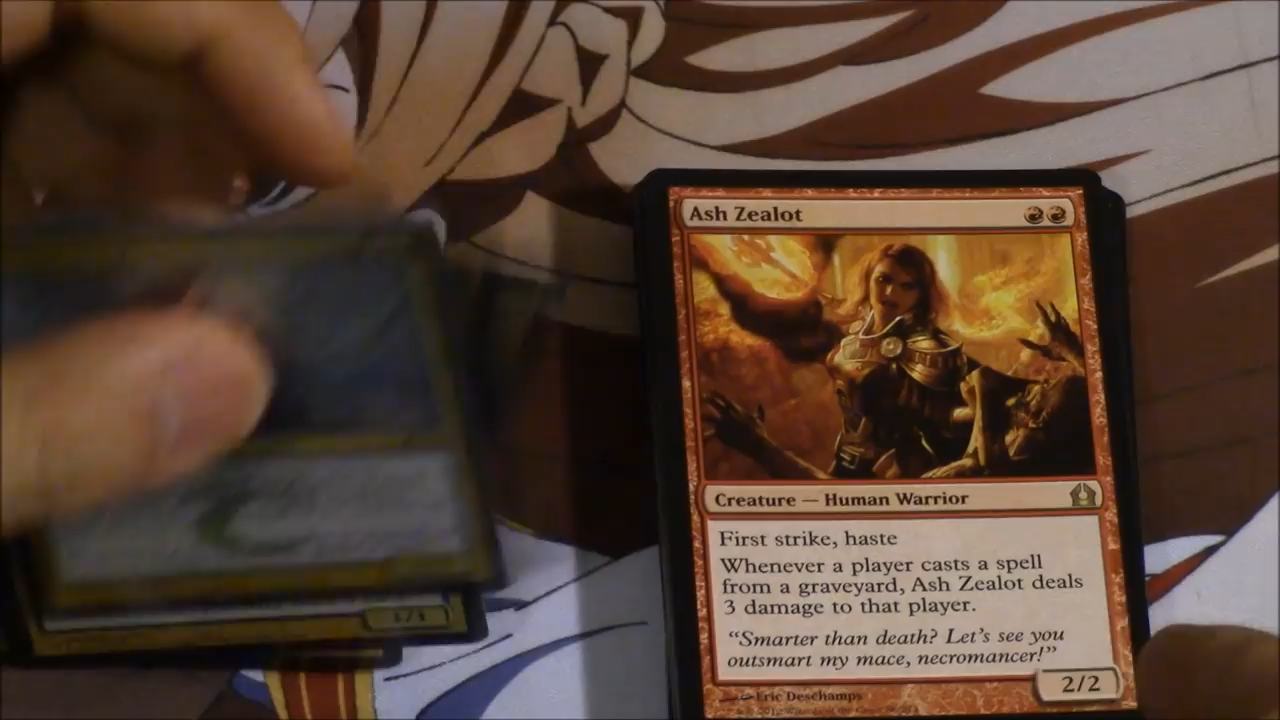 Ash Zealot
Creature — Human Warrior
First strike, haste
Whenever a player casts a spell
from a graveyard, Ash Zealot deals
3 damage to that player.
“Smarter than death? Let’s see you
outsmart my mace, necromancer!”
2/2
Eric Deschamps